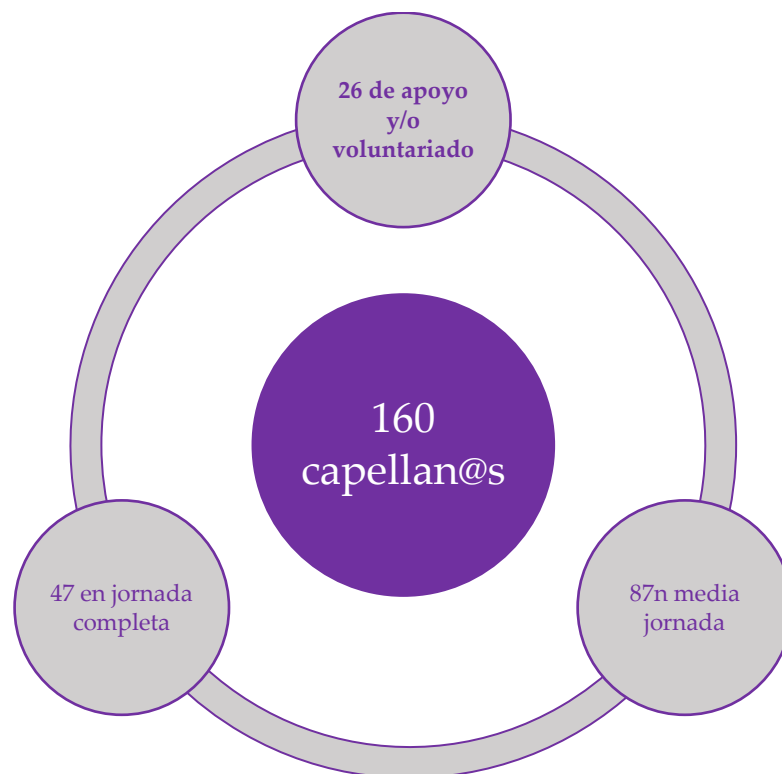 26 de apoyo
y/o
voluntariado
160
capellan@s
47 en jornada
completa
87n media
jornada